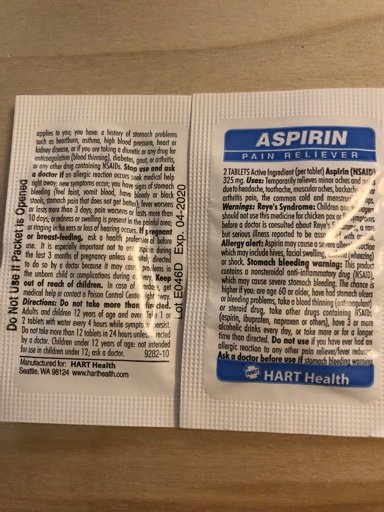 applies to you; you have: a history of stomach problems
such as heartburn, asthma, high blood pressure, heart or
kidney disease, or if you are taking a diuretic or any drug for
anticoagulation (blood thinning), diabetes, gout, or arthritis,
or any other drug containing NSAIDs. Stop use and ask
a doctor if an allergic reaction occurs seek medical help
right away; new symptoms occur; you have signs of stomach
bleeding (feel faint, vomit blood, have bloody or black
stools, stomach pain that does not get better); fever worsens
or lasts more than 3 days; pain worsens or lasts more than
10 days; redness or swelling is present in the painful area;
or ringing in the ears or loss of hearing occurs. If pregnant
or breast-feeding, ask a health professional before
use. It is especially important not to use aspirin during
the last 3 months of pregnancy unless directed
to do so by a doctor because it may cause problems in
the unborn child or complications during delivery. Keep
out of reach of children. In case of overdose, get
medical help or contact a Poison Control Center right away.
Directions: Do not take more than directed.
Adults and children 12 years of age and over: take 1 or
2 tablets with water every 4 hours while symptoms persist.
Do not take more than 12 tablets in 24 hours unless directed
by a doctor. Children under 12 years of age: not intended
for use in children under 12; ask a doctor. 9282-10
Manufactured for: HART Health
Seattle, WA 98124 www.harthealth.com
Do Not Use If Packet is Opened
Lot E046D Exp. 04-2020
ASPIRIN
PAIN RELIEVER
2 TABLETS Active Ingredient (per tablet) Aspirin (NSAID)
325 mg. Uses: Temporarily relieves minor aches and
due to headache, toothache, muscular aches, backache
arthritis pain, the common cold and menstrual
Warnings: Reye's Syndrome: Children and
should not use this medicine for chicken pox or symptoms
before a doctor is consulted about Reye's Syndrome, a
but serious illness reported to be
Allergy alert: Aspirin may cause a severe reaction
which may include hives, facial swelling, (wheezing)
or shock. Stomach bleeding warning: This product
contains a nonsteroidal anti-inflammatory drug (NSAID),
which may cause severe stomach bleeding. The chance is
higher if you: are age 60 or older, have had stomach ulcers
or bleeding problems, take a blood thinning (anticoagulant)
or steroid drug, take other drugs containing NSAIDs
(aspirin, ibuprofen, naproxen or others), have 3 or more
alcoholic drinks every day, or take more or for a longer
time than directed. Do not use if you have ever had an
allergic reaction to any other pain reliever/fever reducer.
Ask a doctor before use if stomach bleeding warning
HART HART Health